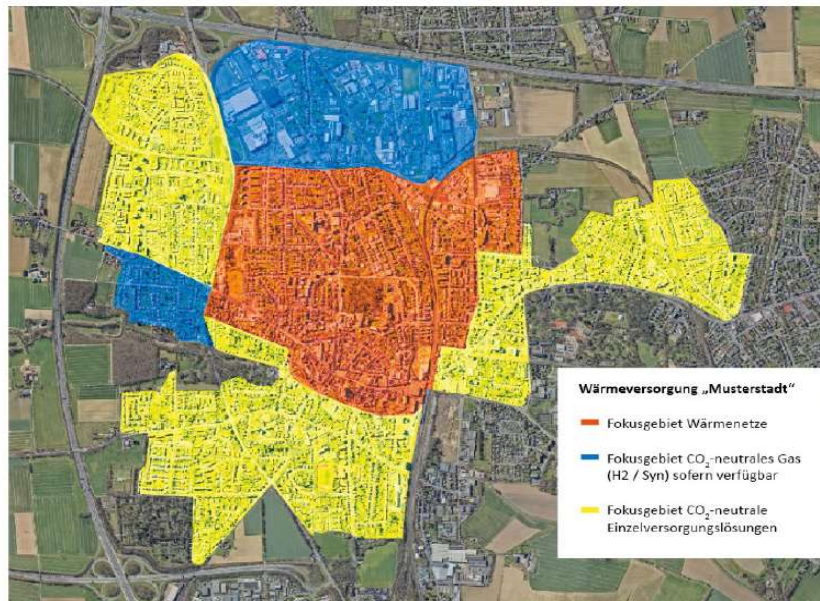 Wärmeversorgung „Musterstadt“
Fokusgebiet Wärmenetze
Fokusgebiet CO₂-neutrales Gas
(H2 / Syn) sofern verfügbar
Fokusgebiet CO₂-neutrale
Einzelversorgungslösungen